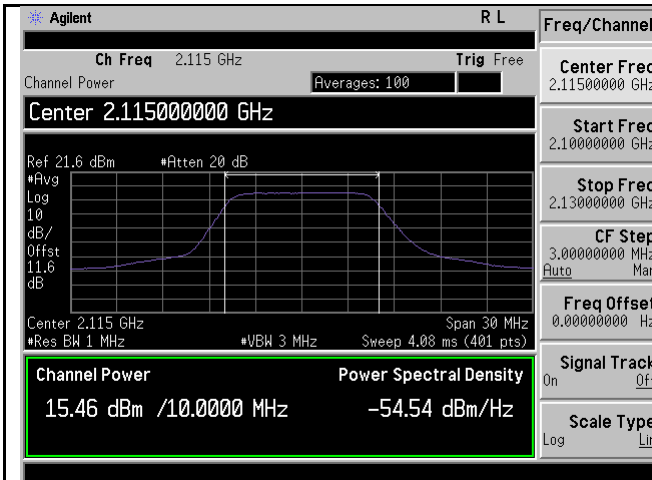 Agilent R L
Ch Freq 2.115 GHz Trig Free
Channel Power Averages: 100
Center 2.115000000 GHz
Ref 21.6 dBm #Atten 20 dB
#Avg
Log
10
dB/
Offst
11.6
dB
Center 2.115 GHz Span 30 MHz
#Res BW 1 MHz #VBW 3 MHz Sweep 4.08 ms (401 pts)
Channel Power Power Spectral Density
15.46 dBm /10.0000 MHz -54.54 dBm/Hz
Freq/Channel
Center Freq
2.11500000 GHz
Start Freq
2.10000000 GHz
Stop Freq
2.13000000 GHz
CF Step
3.00000000 MHz
Auto Man
Freq Offset
0.00000000 Hz
Signal Track
On Off
Scale Type
Log Lin